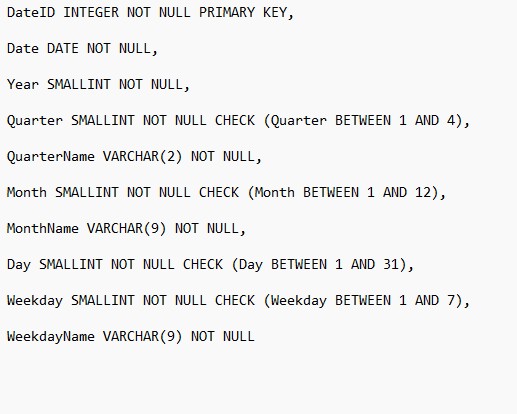 DateID INTEGER NOT NULL PRIMARY KEY,
Date DATE NOT NULL,
Year SMALLINT NOT NULL,
Quarter SMALLINT NOT NULL CHECK (Quarter BETWEEN 1 AND 4),
QuarterName VARCHAR(2) NOT NULL,
Month SMALLINT NOT NULL CHECK (Month BETWEEN 1 AND 12),
MonthName VARCHAR(9) NOT NULL,
Day SMALLINT NOT NULL CHECK (Day BETWEEN 1 AND 31),
Weekday SMALLINT NOT NULL CHECK (Weekday BETWEEN 1 AND 7),
WeekdayName VARCHAR(9) NOT NULL